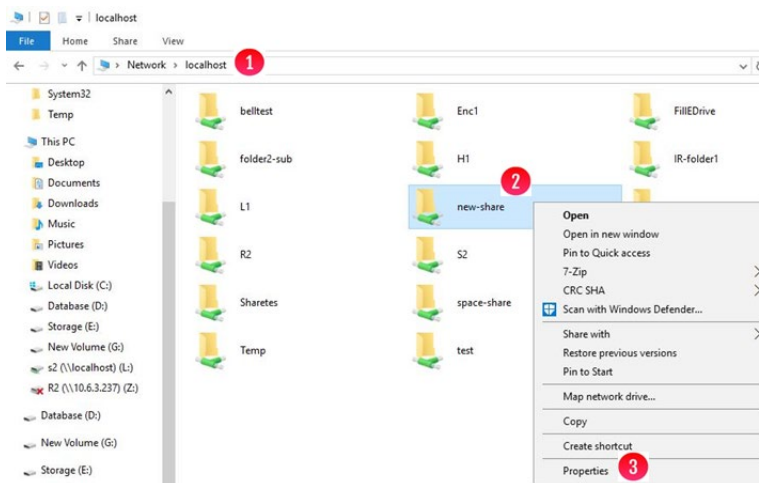 localhost
File Home Share View
Network > localhost 1
System32
Temp
This PC
Desktop
Documents
Downloads
Music
Pictures
Videos
Local Disk (C:)
Database (D:)
Storage (E:)
New Volume (G:)
s2 (\\localhost) (L:)
R2 (\\10.6.3.237) (Z:)
Database (D:)
New Volume (G:)
Storage (E:)
belltest Enc1 FillEDrive
folder2-sub H1 IR-folder1
2
L1 new-share
R2 S2
Sharetes space-share
Temp test
Open
Open in new window
Pin to Quick access
7-Zip
CRC SHA
Scan with Windows Defender...
Share with
Restore previous versions
Pin to Start
Map network drive...
Copy
Create shortcut
Properties 3